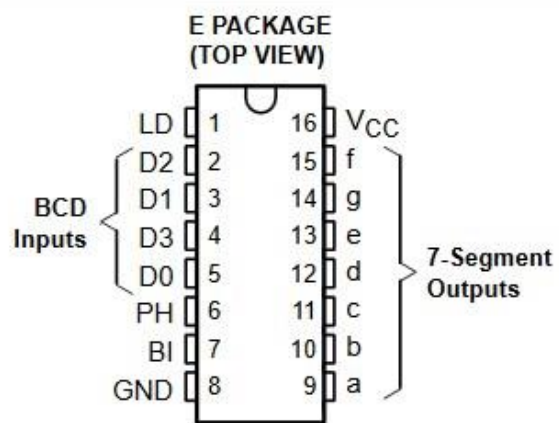 E PACKAGE
(TOP VIEW)
LD 1 16 VCC
D2 2 15 f
D1 3 14 g
D3 4 13 e
D0 5 12 d
PH 6 11 c
BI 7 10 b
GND 8 9 a
BCD
Inputs
7-Segment
Outputs